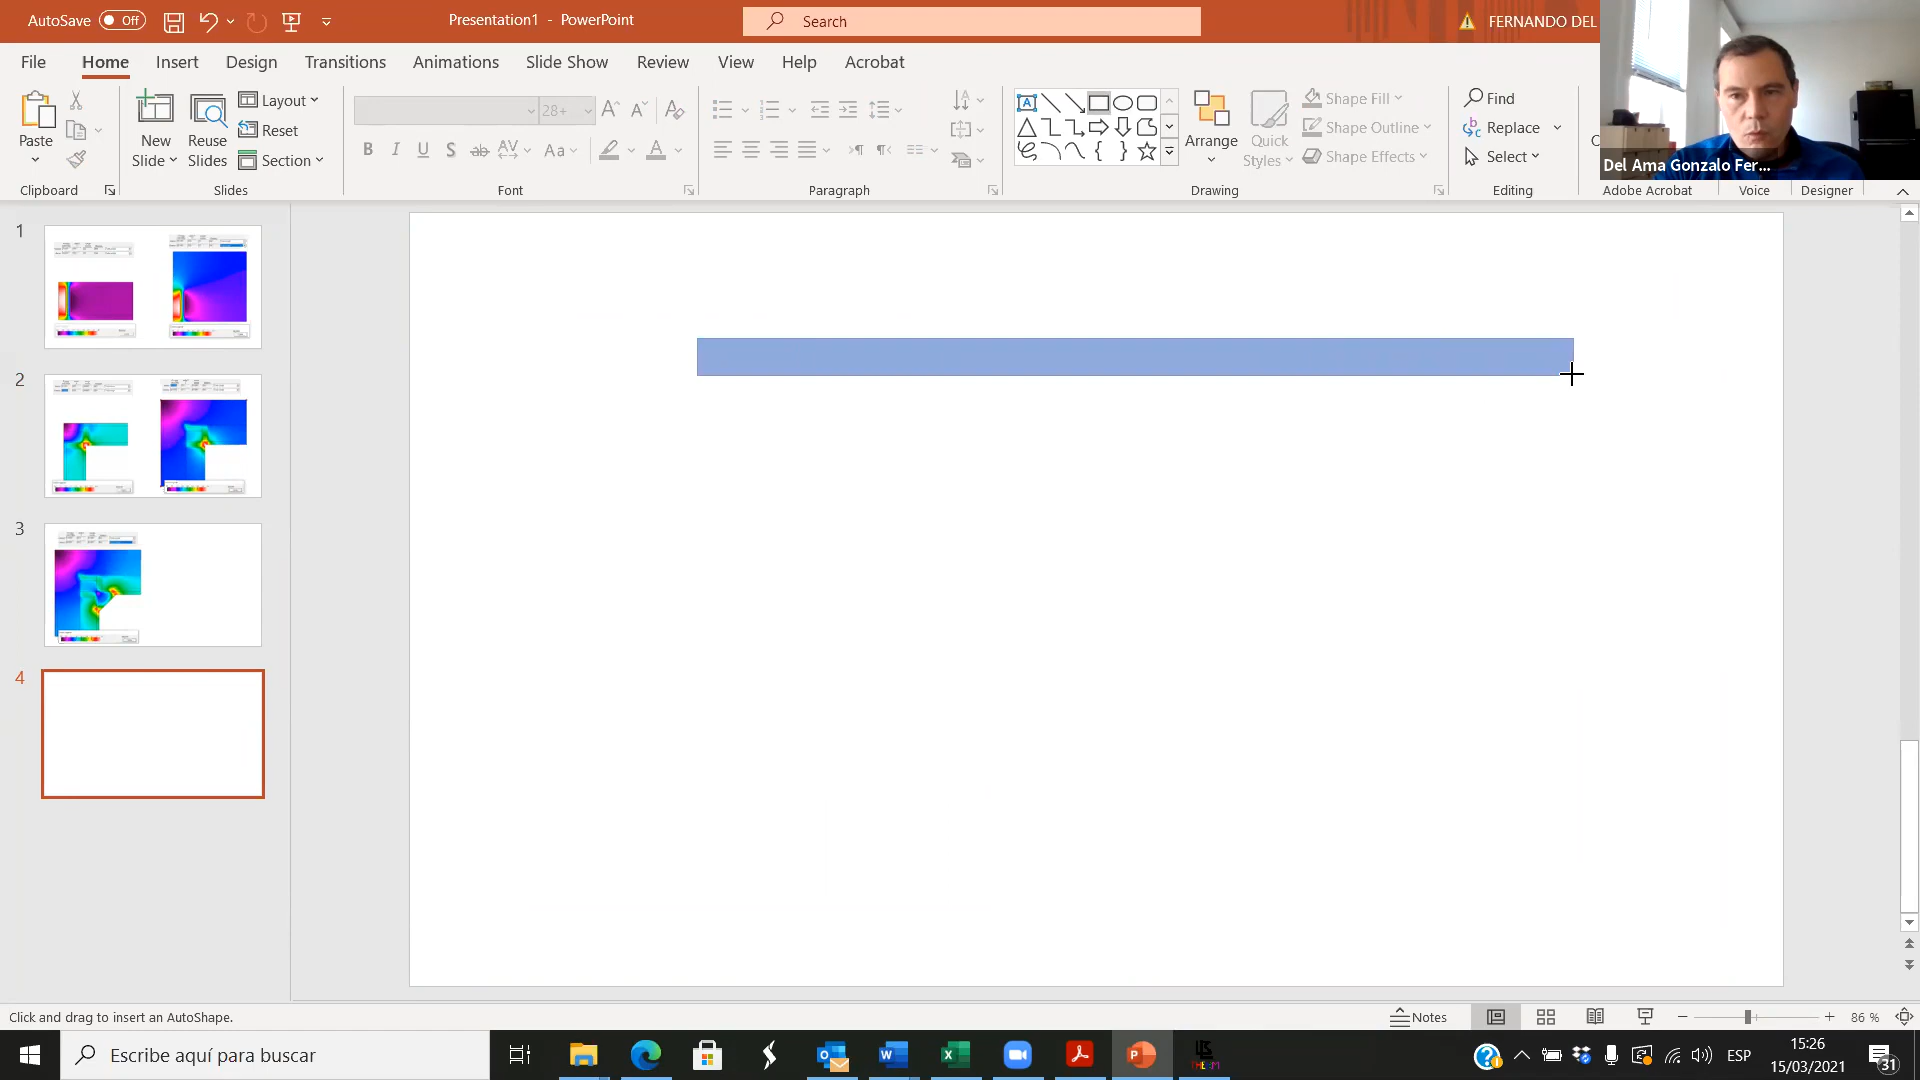 AutoSave Off
Presentation1 - PowerPoint
Search
FERNANDO DEL
File Home Insert Design Transitions Animations Slide Show Review View Help Acrobat
Paste
Clipboard
New Slide
Reuse Slides
Layout
Reset
Section
Slides
28+
B I U S ab AV Aa A
Font
Paragraph
Arrange
Quick Styles
Shape Fill
Shape Outline
Shape Effects
Drawing
Find
Replace
Select
Editing
Adobe Acrobat
Voice
Designer
Del Ama Gonzalo Fer...
1
2
3
4
Click and drag to insert an AutoShape.
Notes
86 %
Escribe aquí para buscar
ESP
15:26
15/03/2021
31